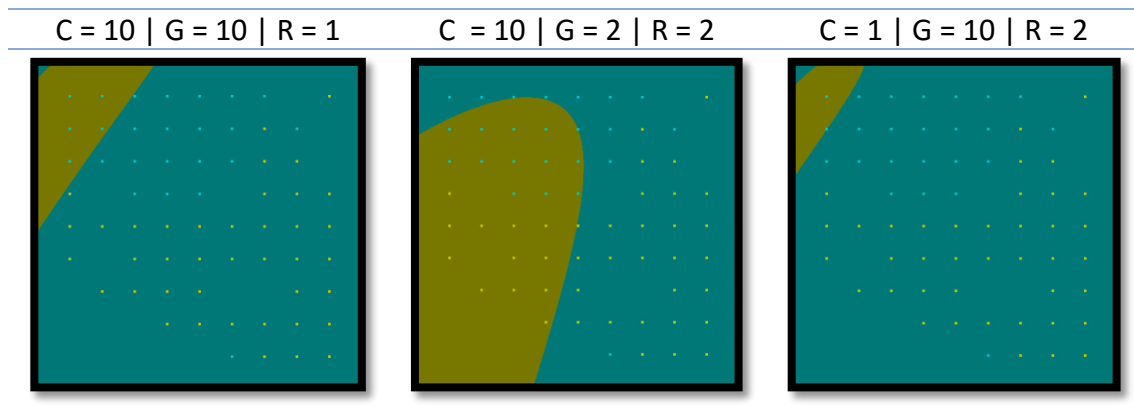 C = 10 | G = 10 | R = 1
C = 10 | G = 2 | R = 2
C = 1 | G = 10 | R = 2